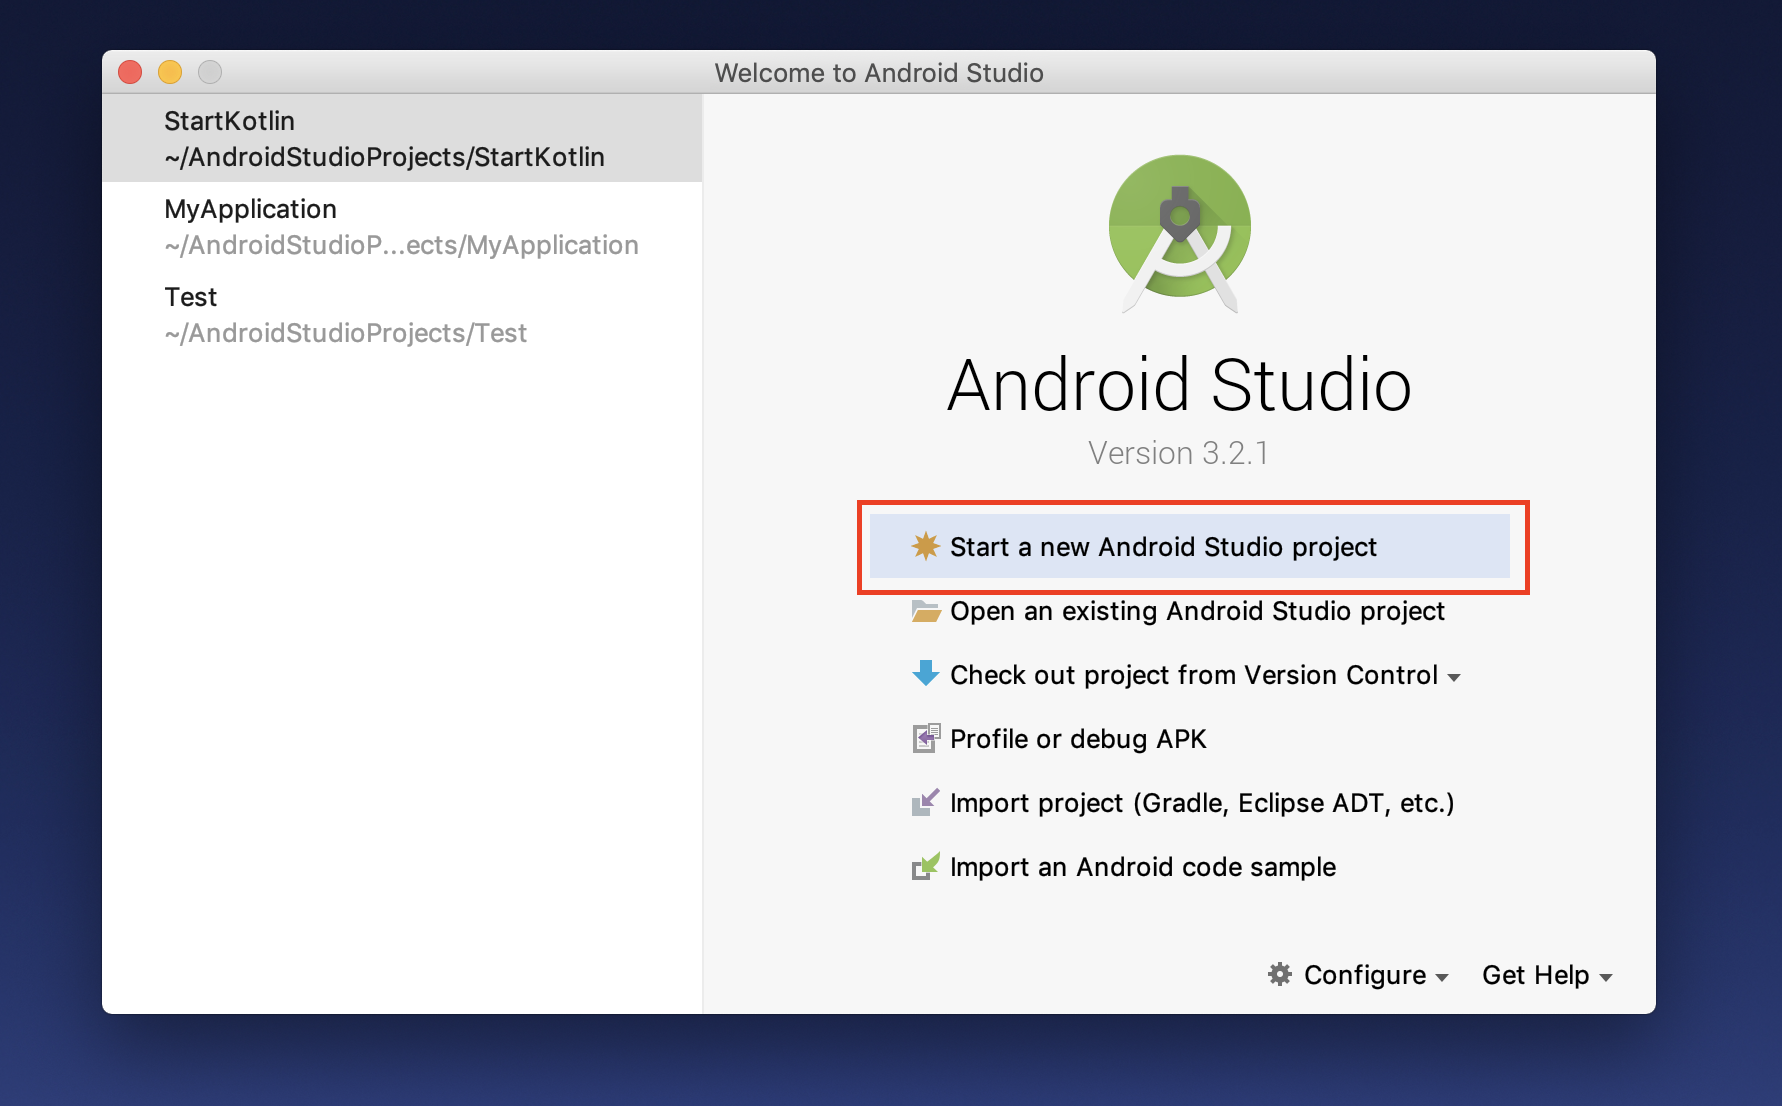 Welcome to Android Studio
StartKotlin
~/AndroidStudioProjects/StartKotlin
MyApplication
~/AndroidStudioP...ects/MyApplication
Test
~/AndroidStudioProjects/Test
Android Studio
Version 3.2.1
Start a new Android Studio project
Open an existing Android Studio project
Check out project from Version Control
Profile or debug APK
Import project (Gradle, Eclipse ADT, etc.)
Import an Android code sample
Configure Get Help